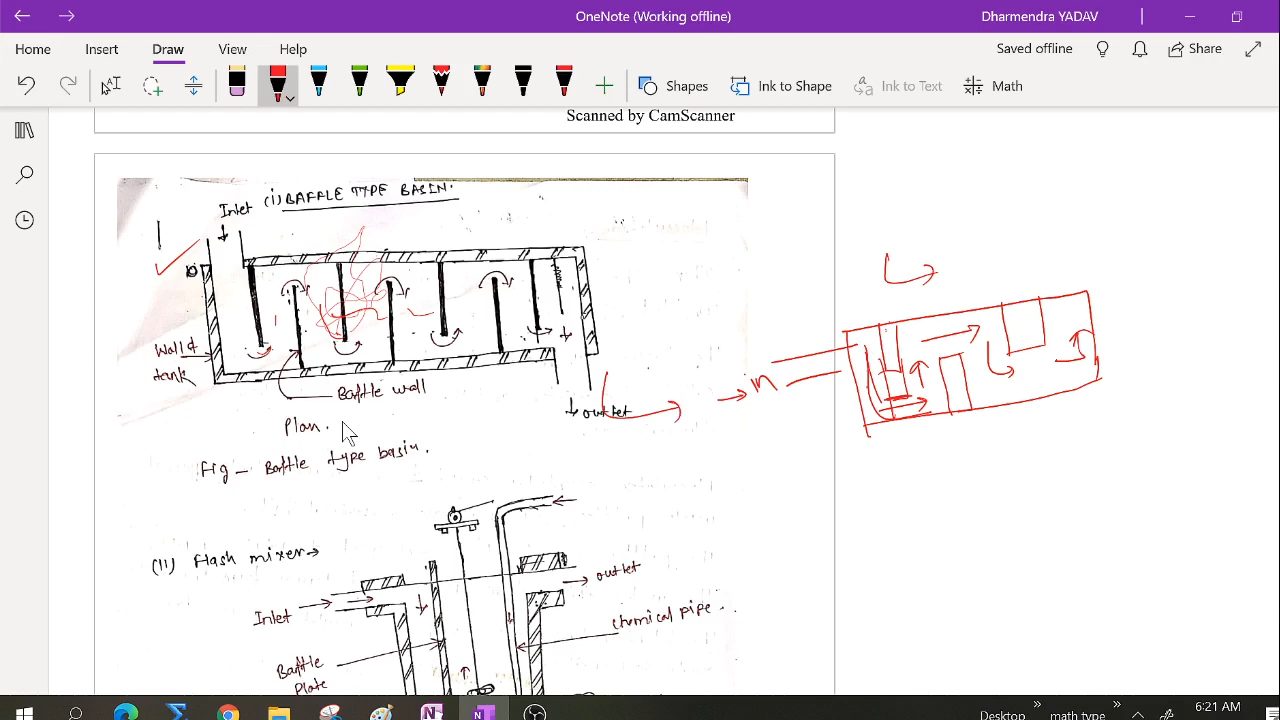 OneNote (Working offline)
Dharmendra YADAV
Home Insert Draw View Help
Saved offline
Share
Shapes
Ink to Shape
Ink to Text
Math
Scanned by CamScanner
(i) BAFFLE TYPE BASIN.
Inlet
Wall of
tank
Baffle wall
outlet
Plan.
Fig - Baffle type basin.
m
(II) Flash mixer→
outlet
Inlet
chemical pipe
Baffle
Plate
6:21 AM
Desktop
math type